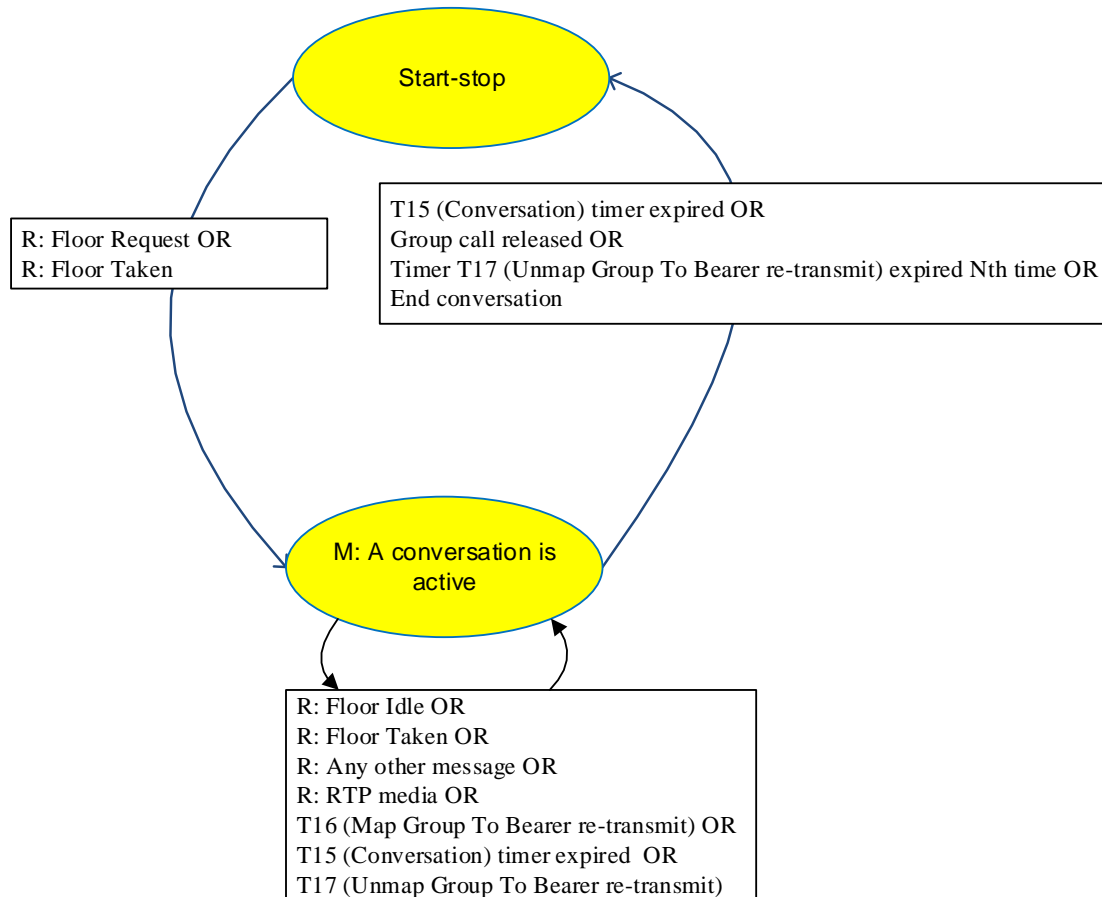 Start-stop
R: Floor Request OR
R: Floor Taken
T15 (Conversation) timer expired OR
Group call released OR
Timer T17 (Unmap Group To Bearer re-transmit) expired Nth time OR
End conversation
M: A conversation is
active
R: Floor Idle OR
R: Floor Taken OR
R: Any other message OR
R: RTP media OR
T16 (Map Group To Bearer re-transmit) OR
T15 (Conversation) timer expired  OR
T17 (Unmap Group To Bearer re-transmit)